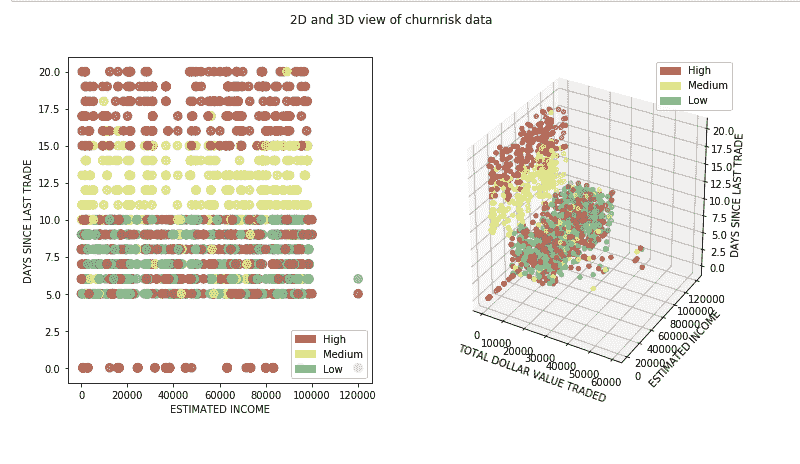 2D and 3D view of churnrisk data
20.0
17.5
15.0
12.5
10.0
7.5
5.0
2.5
0.0
DAYS SINCE LAST TRADE
0 20000 40000 60000 80000 100000 120000
ESTIMATED INCOME
High
Medium
Low
High
Medium
Low
20.0
17.5
15.0
12.5
10.0
7.5
5.0
2.5
0.0
DAYS SINCE LAST TRADE
0 10000 20000 30000 40000 50000 60000
TOTAL DOLLAR VALUE TRADED
0 20000 40000 60000 80000 100000 120000
ESTIMATED INCOME